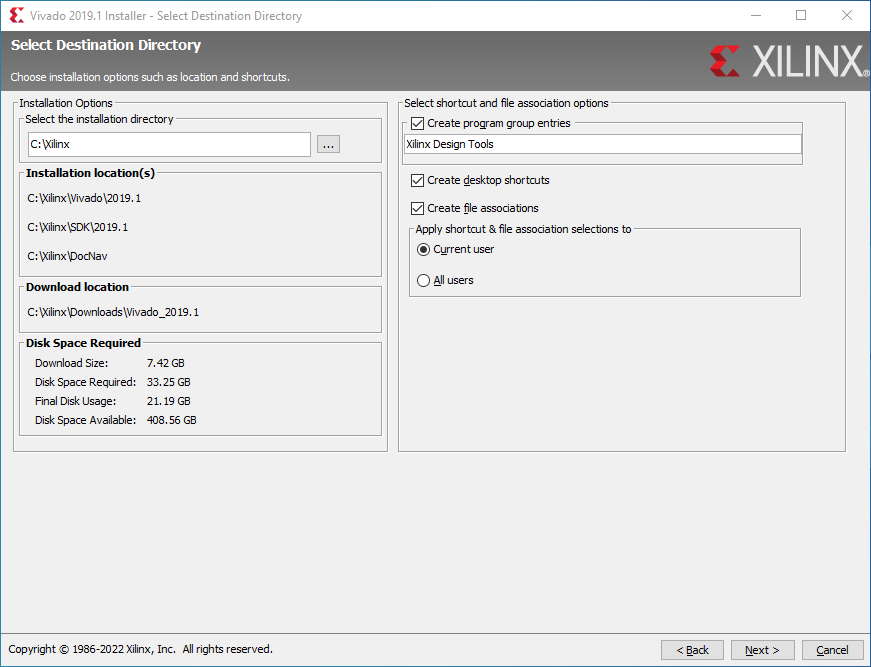 Vivado 2019.1 Installer - Select Destination Directory
Select Destination Directory
Choose installation options such as location and shortcuts.
XILINX®
Installation Options
Select the installation directory
C:\Xilinx
...
Installation location(s)
C:\Xilinx\Vivado\2019.1
C:\Xilinx\SDK\2019.1
C:\Xilinx\DocNav
Download location
C:\Xilinx\Downloads\Vivado_2019.1
Disk Space Required
Download Size: 7.42 GB
Disk Space Required: 33.25 GB
Final Disk Usage: 21.19 GB
Disk Space Available: 408.56 GB
Select shortcut and file association options
Create program group entries
Xilinx Design Tools
Create desktop shortcuts
Create file associations
Apply shortcut & file association selections to
Current user
All users
Copyright © 1986-2022 Xilinx, Inc. All rights reserved.
< Back
Next >
Cancel